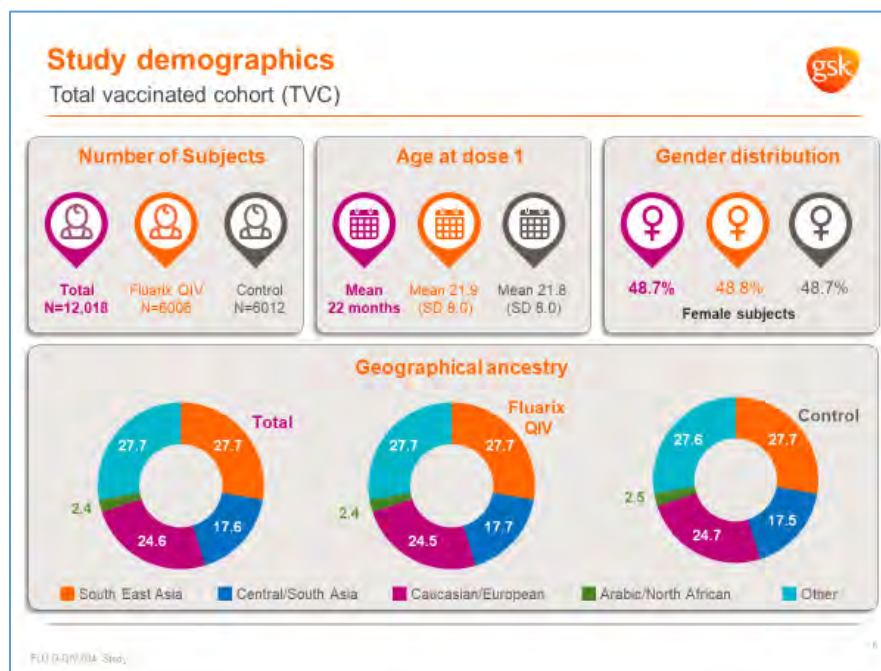 Study demographics
Total vaccinated cohort (TVC)
gsk
Number of Subjects
Total
N=12,018
Fluarix QIV
N=6006
Control
N=6012
Age at dose 1
Mean
22 months
Mean 21.9
(SD 8.0)
Mean 21.8
(SD 8.0)
Gender distribution
48.7%
48.8%
48.7%
Female subjects
Geographical ancestry
Total
27.7
27.7
2.4
24.6
17.6
Fluarix
QIV
27.7
27.7
2.4
24.5
17.7
Control
27.6
27.7
2.5
24.7
17.5
South East Asia
Central/South Asia
Caucasian/European
Arabic/North African
Other